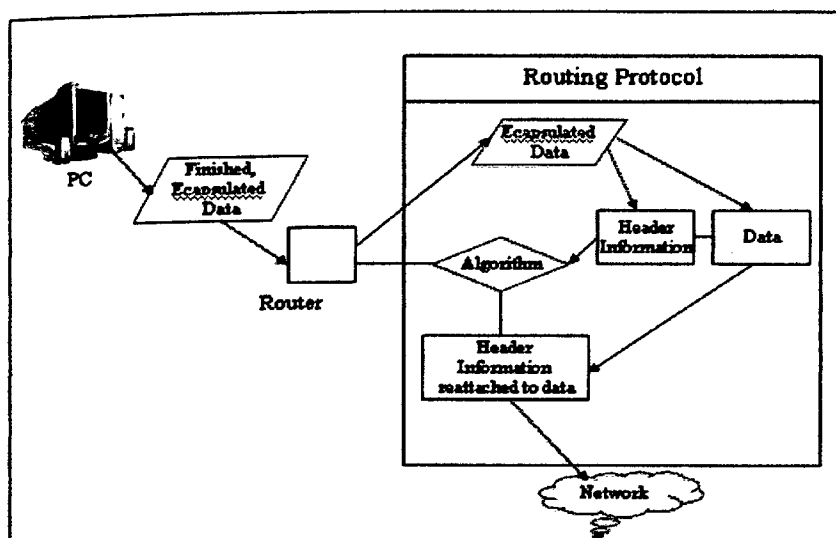 Routing Protocol
PC
Finished,
Ecapsulated
Data
Router
Ecapsulated
Data
Header
Information
Data
Algorithm
Header
Information
reattached to data
Network